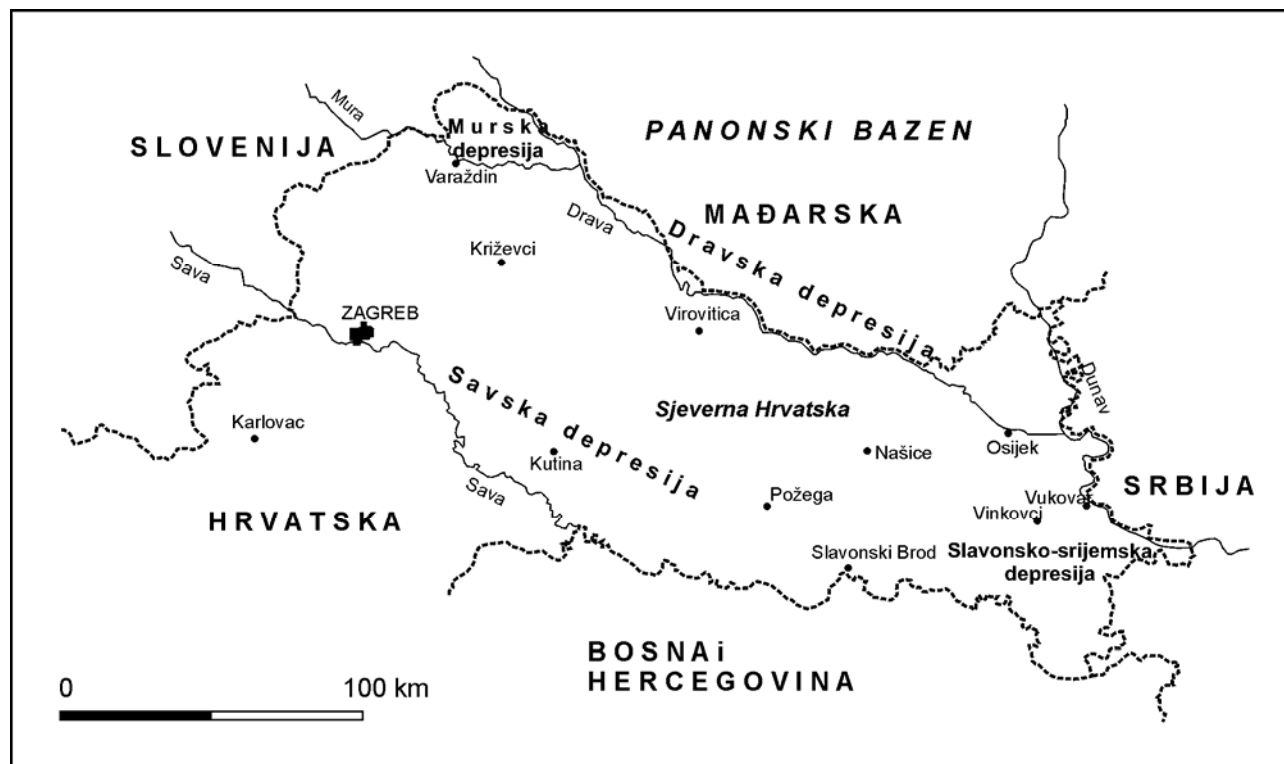 Mura
SLOVENIJA
Murska
depresija
Varaždin
PANONSKI BAZEN
MAĐARSKA
Drava
Dravska depresija
Križevci
Sava
ZAGREB
Virovitica
Dunav
Savska depresija
Sjeverna Hrvatska
Karlovac
Kutina
Našice
Osijek
Sava
Požega
SRBIJA
HRVATSKA
Vukovar
Vinkovci
Slavonski Brod
Slavonsko-srijemska
depresija
BOSNA i
HERCEGOVINA
0 100 km